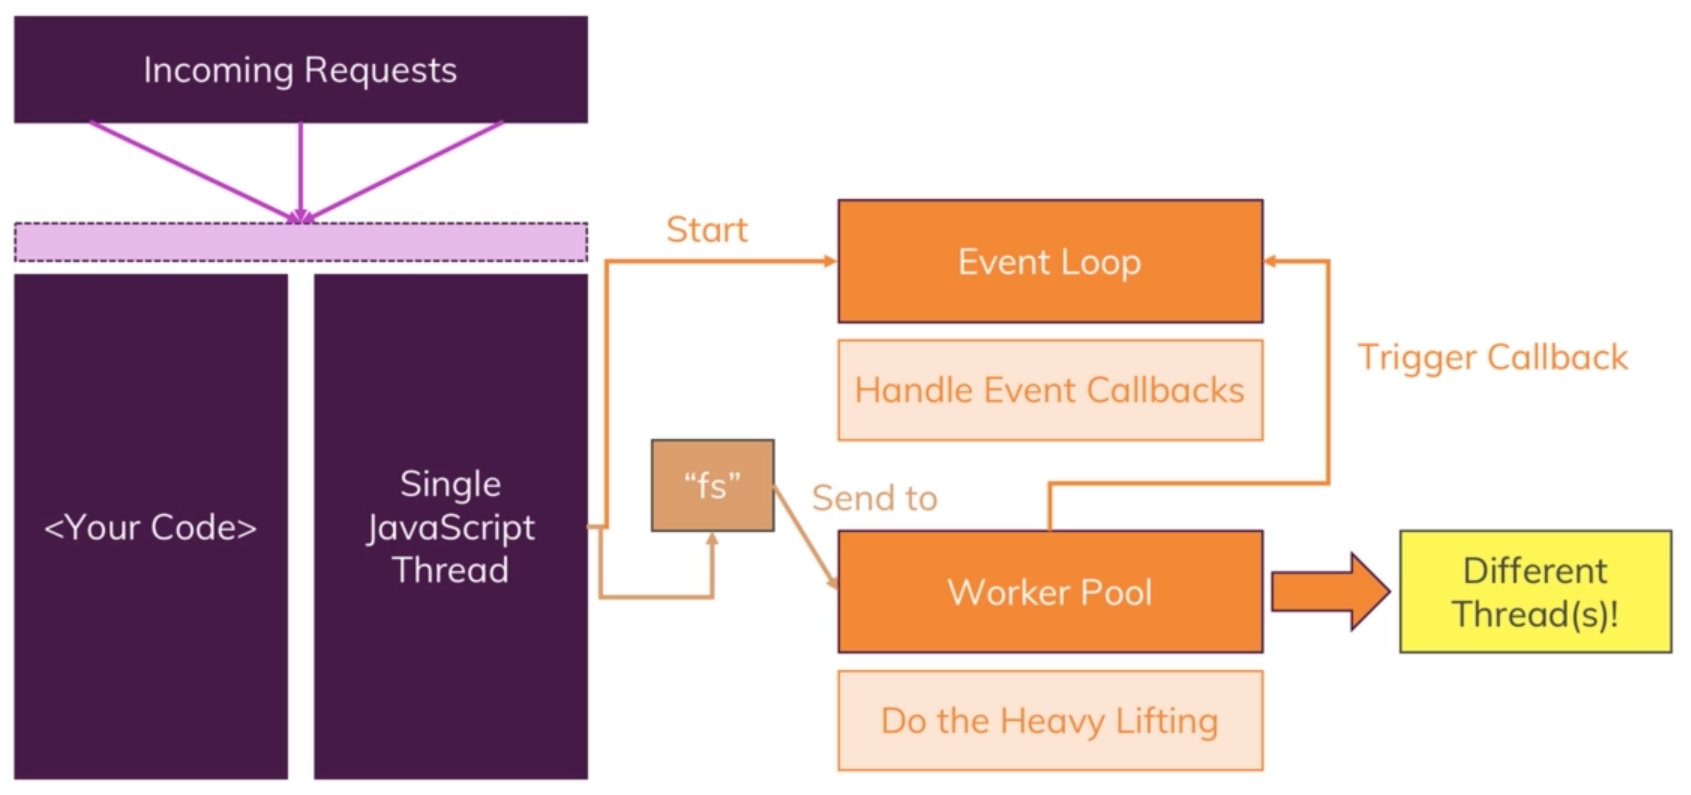 Incoming Requests
Start
Event Loop
Trigger Callback
Handle Event Callbacks
<Your Code>
Single
JavaScript
Thread
“fs”
Send to
Worker Pool
Different
Thread(s)!
Do the Heavy Lifting